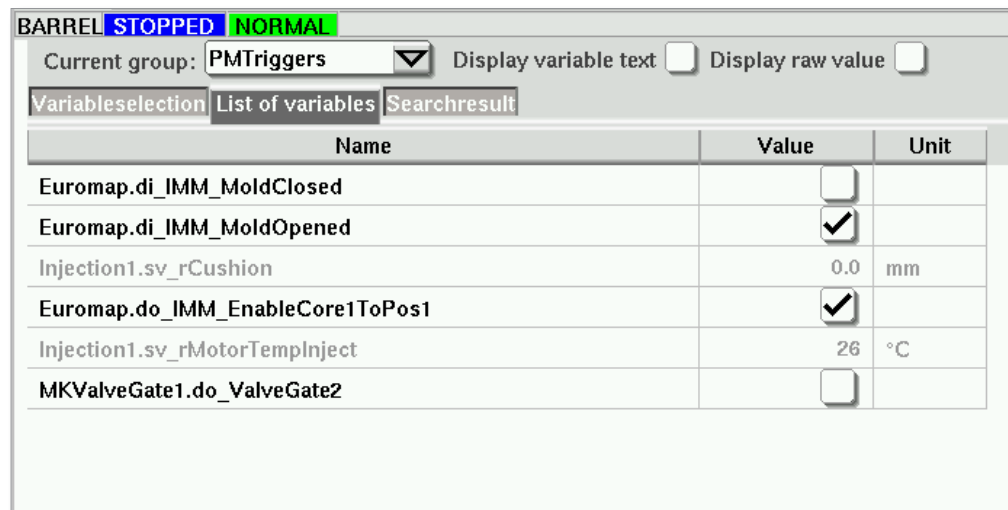 BARREL STOPPED NORMAL
Current group: PMTriggers Display variable text Display raw value
Variableselection List of variables Searchresult
Name Value Unit
Euromap.di_IMM_MoldClosed
Euromap.di_IMM_MoldOpened
Injection1.sv_rCushion 0.0 mm
Euromap.do_IMM_EnableCore1ToPos1
Injection1.sv_rMotorTempInject 26 °C
MKValveGate1.do_ValveGate2